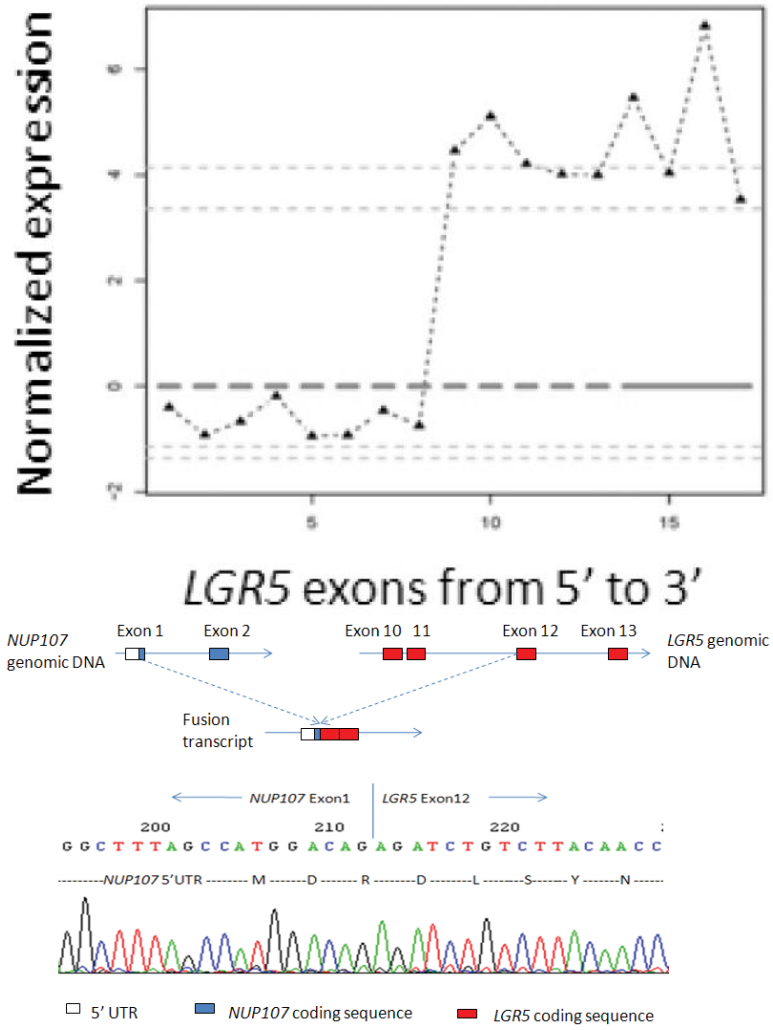 Normalized expression
6
4
2
0
-2
5 10 15
LGR5 exons from 5’ to 3’
NUP107 genomic DNA
Exon 1 Exon 2
Exon 10 11 Exon 12 Exon 13
LGR5 genomic DNA
Fusion transcript
NUP107 Exon1 LGR5 Exon12
200 210 220
G G C T T T A G C C A T G G A C A G A G A T C T G T C T T A C A A C C
-------NUP107 5’UTR -------- M ------D------ R ------ D ------L------S------Y------N------
5’ UTR NUP107 coding sequence LGR5 coding sequence